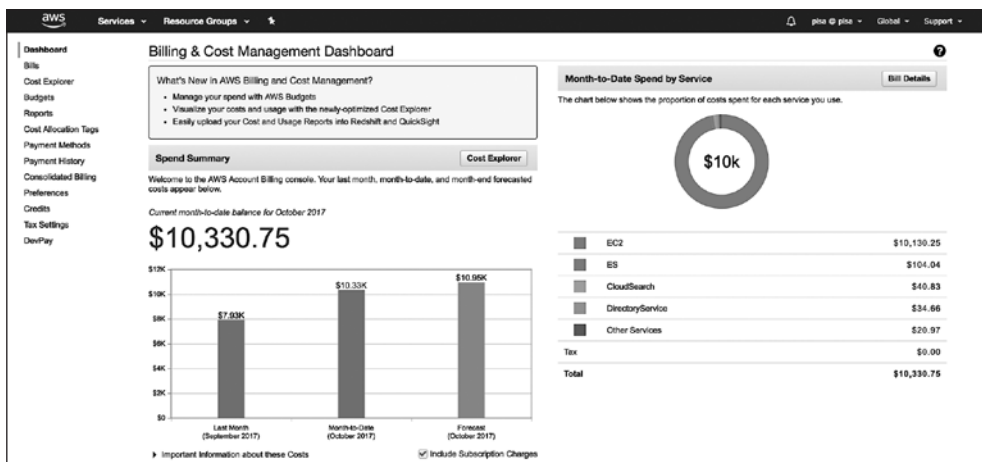 aws
Services
Resource Groups
pisa @ pisa
Global
Support
Dashboard
Bills
Cost Explorer
Budgets
Reports
Cost Allocation Tags
Payment Methods
Payment History
Consolidated Billing
Preferences
Credits
Tax Settings
DevPay
Billing & Cost Management Dashboard
?
What's New in AWS Billing and Cost Management?
• Manage your spend with AWS Budgets
• Visualize your costs and usage with the newly-optimized Cost Explorer
• Easily upload your Cost and Usage Reports into Redshift and QuickSight
Spend Summary
Cost Explorer
Welcome to the AWS Account Billing console. Your last month, month-to-date, and month-end forecasted
costs appear below.
Current month-to-date balance for October 2017
$10,330.75
$12K
$10K
$8K
$6K
$4K
$2K
$0
$7.93K
$10.33K
$10.95K
Last Month
(September 2017)
Month-to-Date
(October 2017)
Forecast
(October 2017)
Important Information about these Costs
Include Subscription Charges
Month-to-Date Spend by Service
Bill Details
The chart below shows the proportion of costs spent for each service you use.
$10k
EC2 $10,130.25
ES $104.04
CloudSearch $40.83
DirectoryService $34.66
Other Services $20.97
Tax $0.00
Total $10,330.75